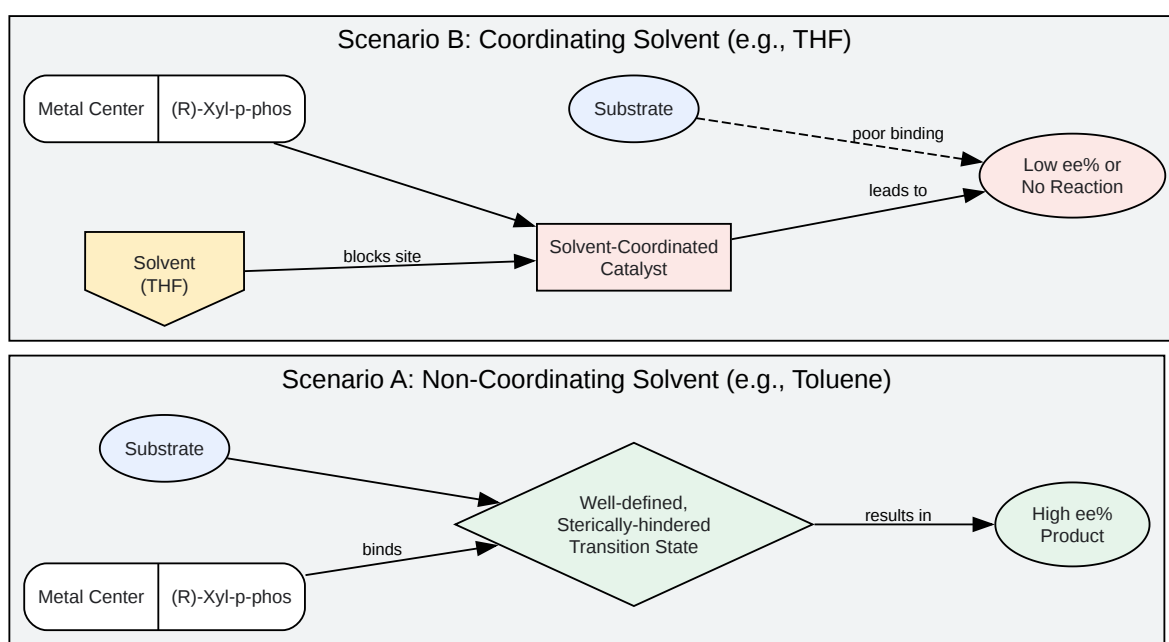 Scenario B: Coordinating Solvent (e.g., THF)
Metal Center
(R)-Xyl-p-phos
Substrate
poor binding
Low ee% or
No Reaction
leads to
Solvent
(THF)
blocks site
Solvent-Coordinated
Catalyst
Scenario A: Non-Coordinating Solvent (e.g., Toluene)
Substrate
Well-defined,
Sterically-hindered
Transition State
results in
High ee%
Product
binds
Metal Center
(R)-Xyl-p-phos